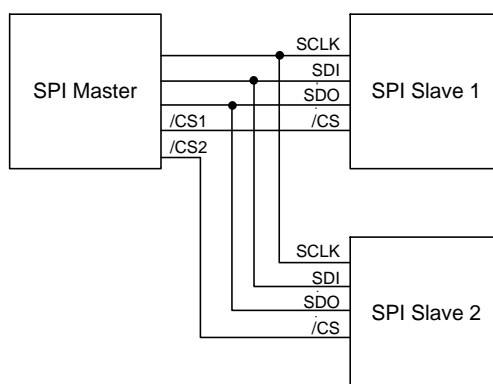 SPI Master
/CS1
/CS2
SCLK
SDI
SDO
/CS
SPI Slave 1
SCLK
SDI
SDO
/CS
SPI Slave 2